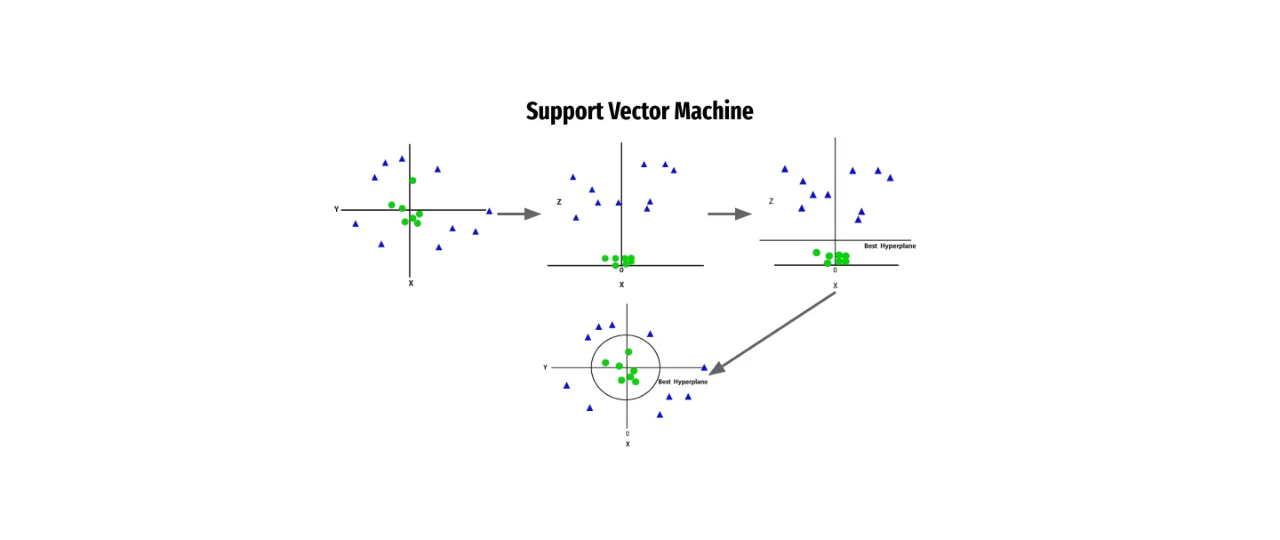 Support Vector Machine
Y
X
Z
0
X
Z
Best Hyperplane
0
X
Y
Best Hyperplane
0
X